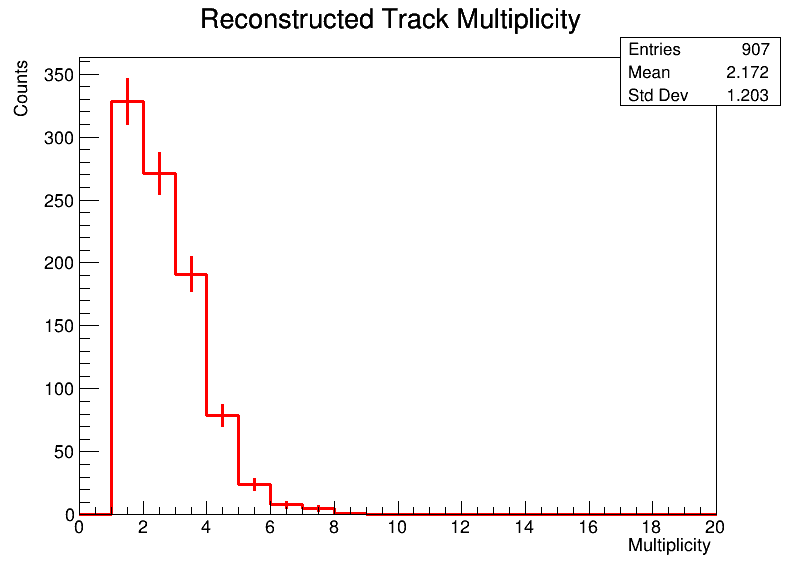 Reconstructed Track Multiplicity
Entries 907
Mean 2.172
Std Dev 1.203
Counts
350
300
250
200
150
100
50
0
0 2 4 6 8 10 12 14 16 18 20
Multiplicity